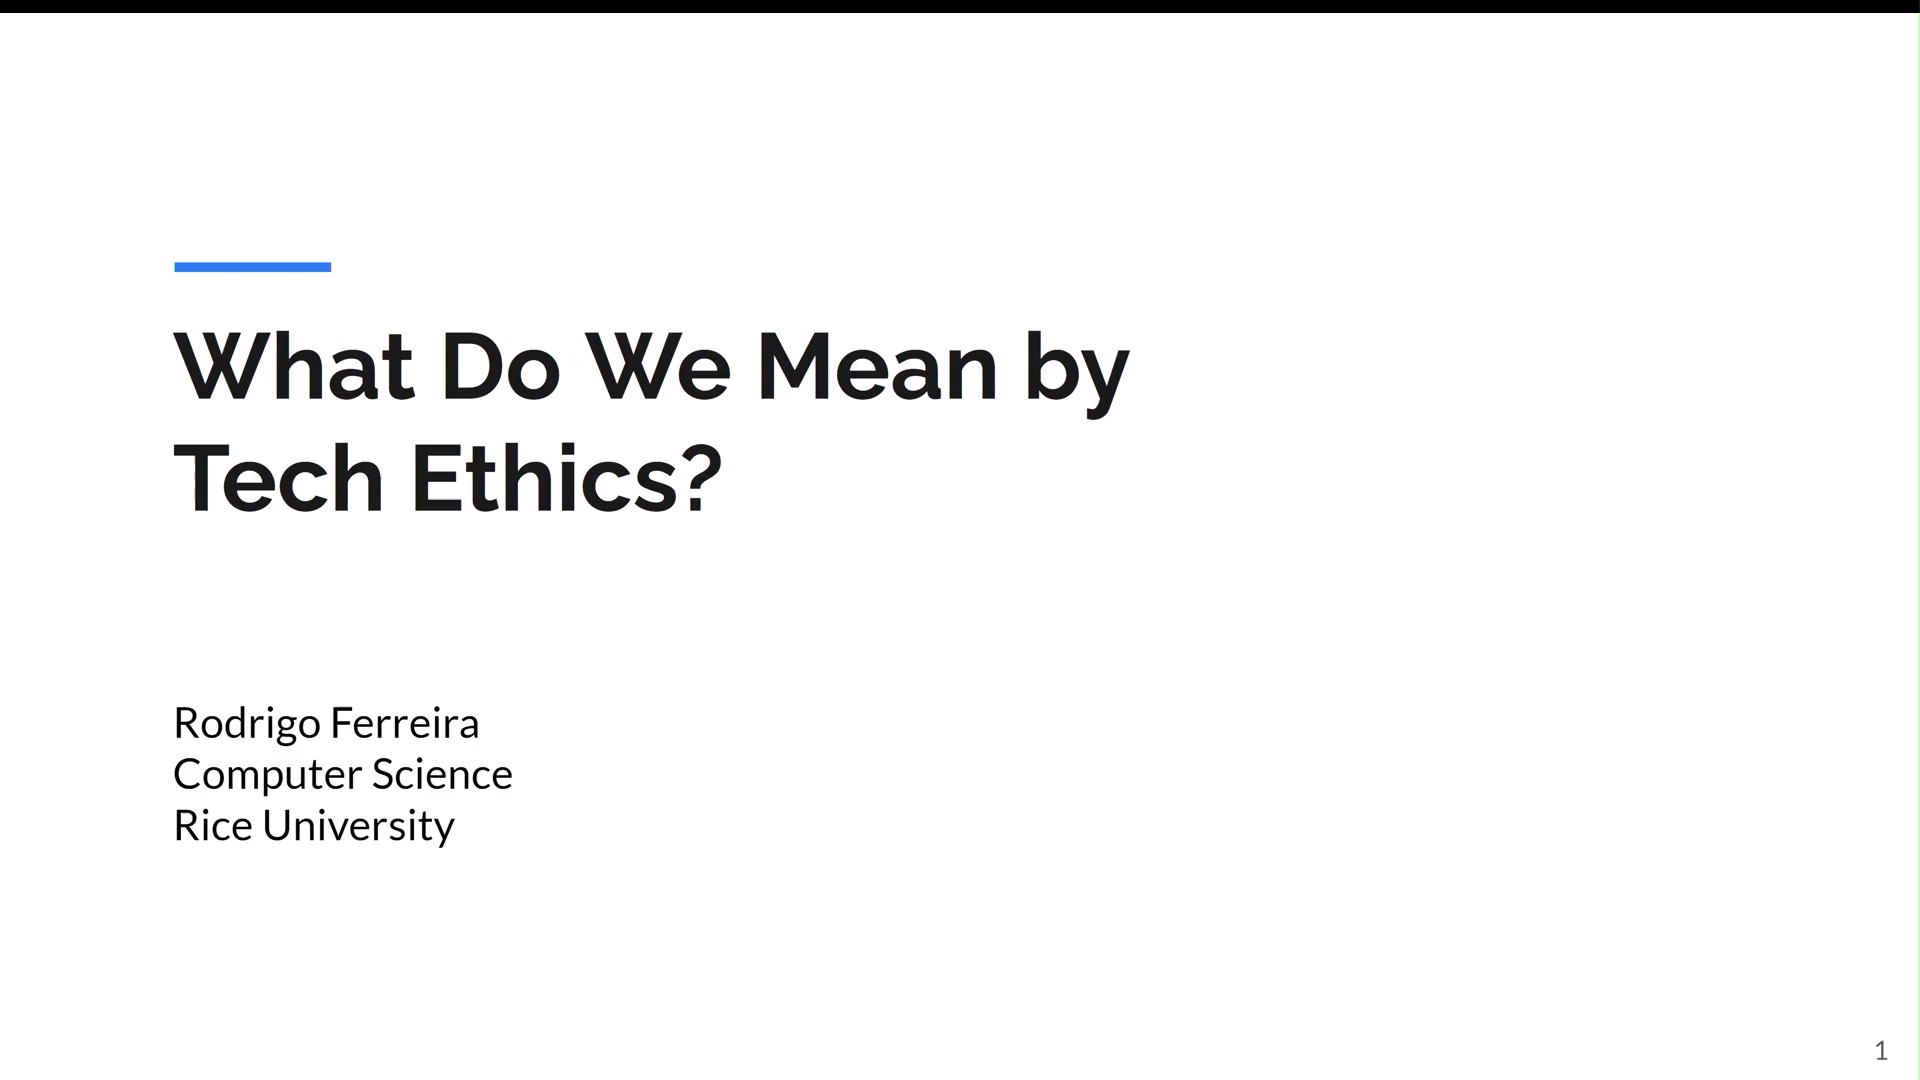 What Do We Mean by
Tech Ethics?
Rodrigo Ferreira
Computer Science
Rice University
1